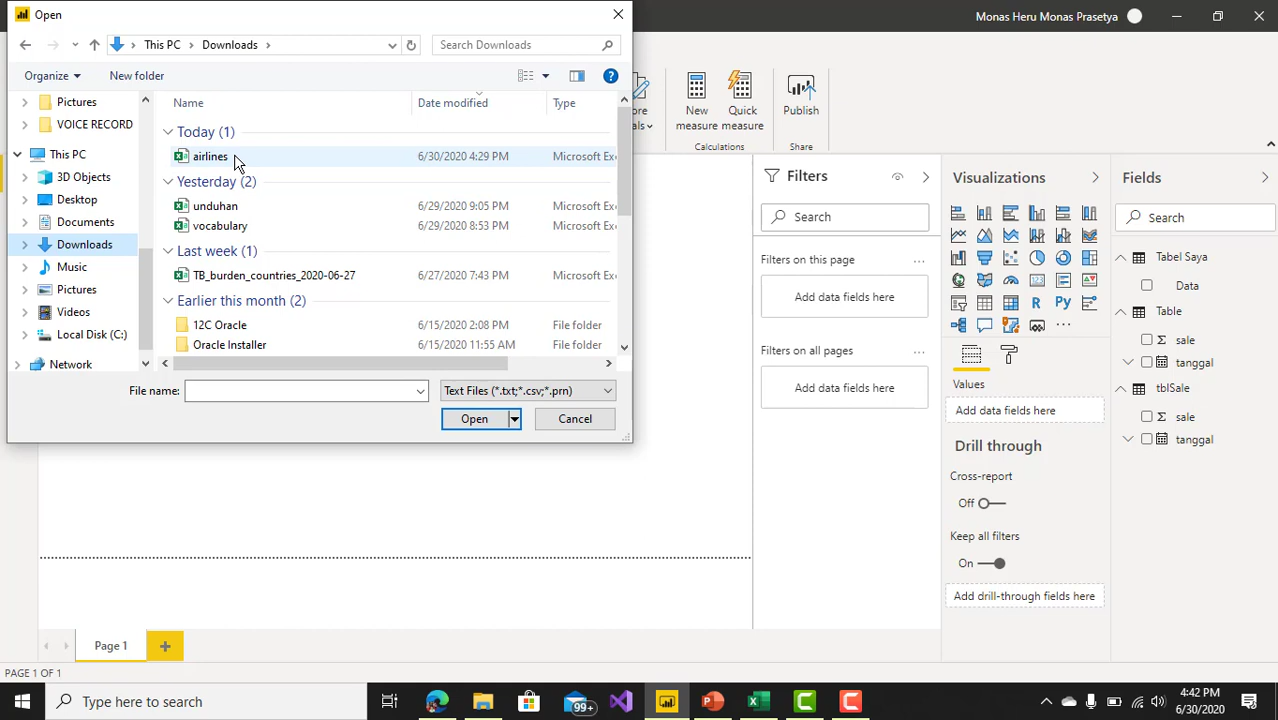 Open
Monas Heru Monas Prasetya
This PC
Downloads
Search Downloads
Organize
New folder
New measure
Quick measure
Publish
Calculations
Share
Pictures
VOICE RECORD
This PC
3D Objects
Desktop
Documents
Downloads
Music
Pictures
Videos
Local Disk (C:)
Network
Name
Date modified
Type
Today (1)
airlines 6/30/2020 4:29 PM Microsoft Ex
Yesterday (2)
unduhan 6/29/2020 9:05 PM Microsoft Ex
vocabulary 6/29/2020 8:53 PM Microsoft Ex
Last week (1)
TB_burden_countries_2020-06-27 6/27/2020 7:43 PM Microsoft Ex
Earlier this month (2)
12C Oracle 6/15/2020 2:08 PM File folder
Oracle Installer 6/15/2020 11:55 AM File folder
File name:
Text Files (*.txt;*.csv;*.prn)
Open
Cancel
Filters
Search
Filters on this page
Add data fields here
Filters on all pages
Add data fields here
Visualizations
R
Py
Values
Add data fields here
Drill through
Cross-report
Off
Keep all filters
On
Add drill-through fields here
Fields
Search
Tabel Saya
Data
Table
sale
tanggal
tblSale
sale
tanggal
Page 1
PAGE 1 OF 1
Type here to search
99+
4:42 PM
6/30/2020